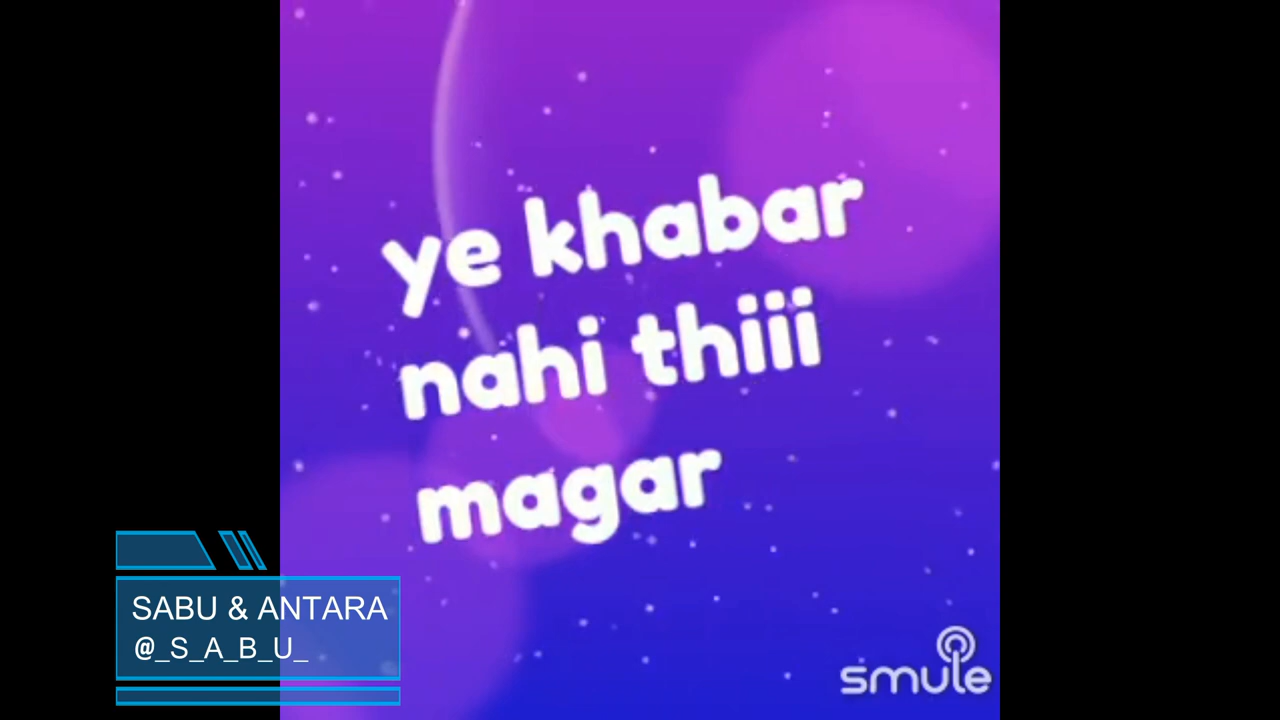 ye khabar
nahi thiii
magar
SABU & ANTARA
@_S_A_B_U_
smule